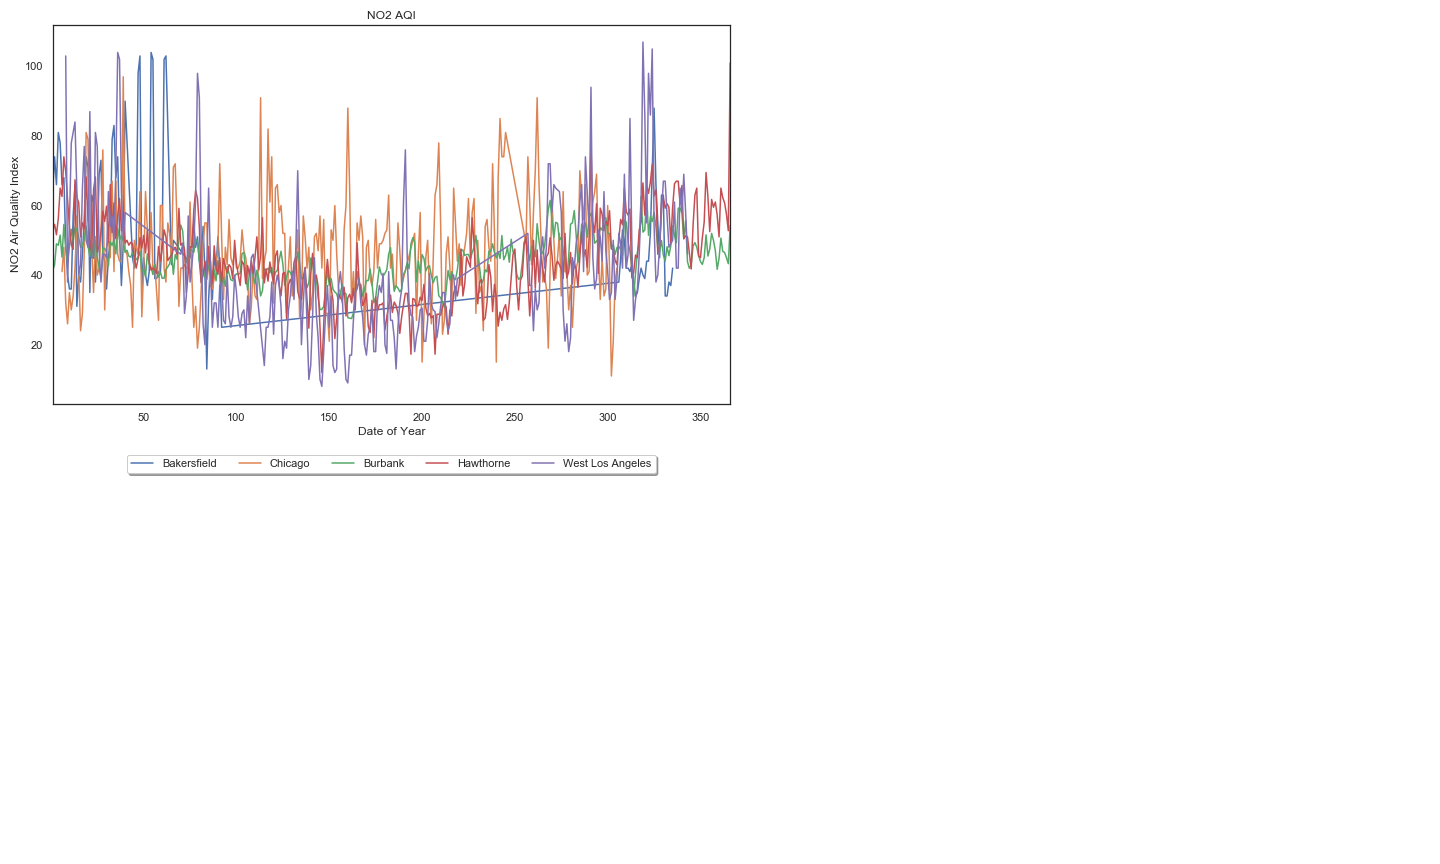 NO2 AQI
NO2 Air Quality Index
100
80
60
40
20
50 100 150 200 250 300 350
Date of Year
Bakersfield Chicago Burbank Hawthorne West Los Angeles